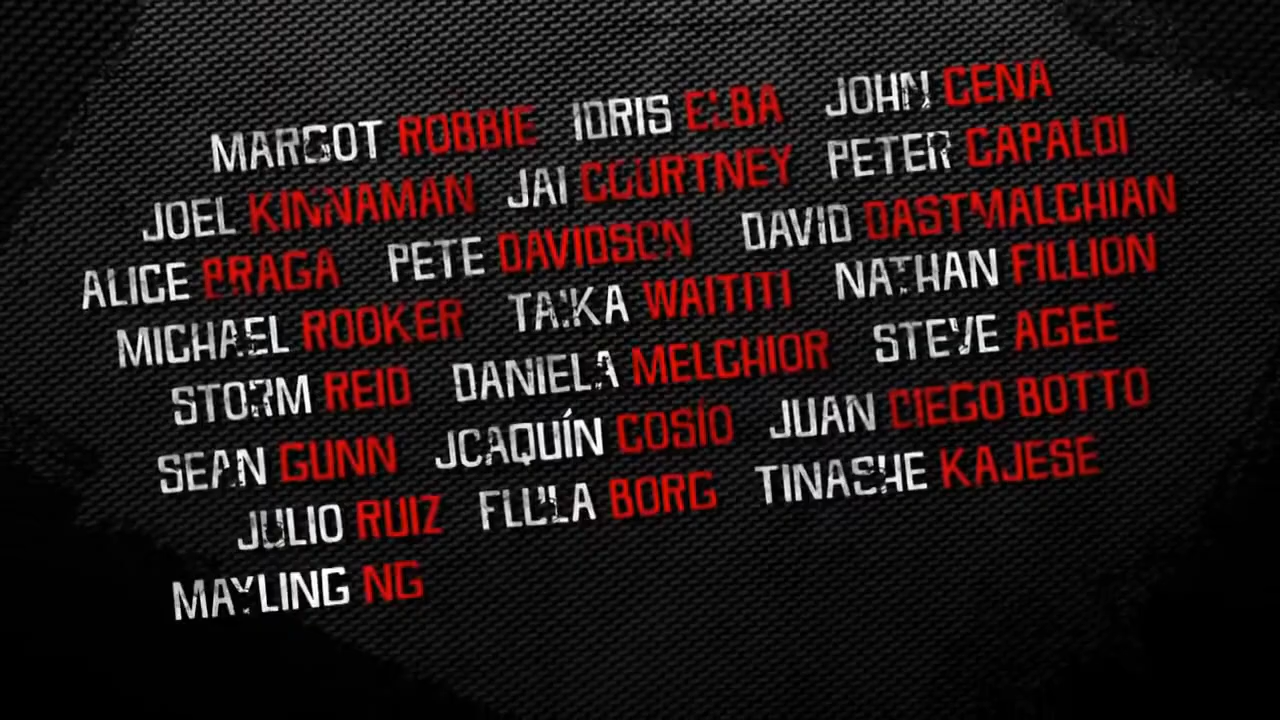 MARGOT ROBBIE IDRIS ELBA JOHN CENA
JOEL KINNAMAN JAI COURTNEY PETER CAPALDI
ALICE BRAGA PETE DAVIDSON DAVID DASTMALCHIAN
MICHAEL ROOKER TAIKA WAITITI NATHAN FILLION
STORM REID DANIELA MELCHIOR STEVE AGEE
SEAN GUNN JOAQUÍN COSÍO JUAN DIEGO BOTTO
JULIO RUIZ FLULA BORG TINASHE KAJESE
MAYLING NG